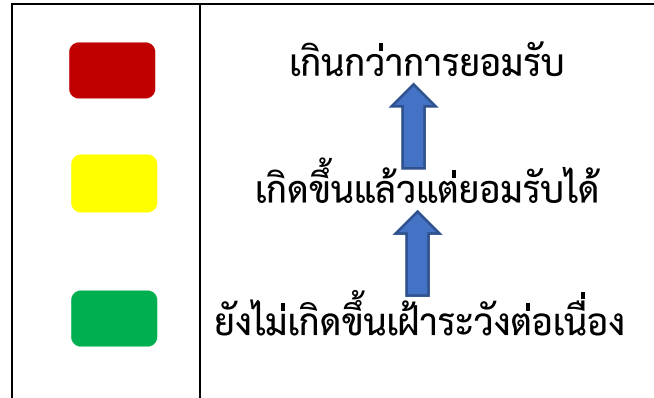 เกินกว่าการยอมรับ
เกิดขึ้นแล้วแต่ยอมรับได้
ยังไม่เกิดขึ้นเฝ้าระวังต่อเนื่อง